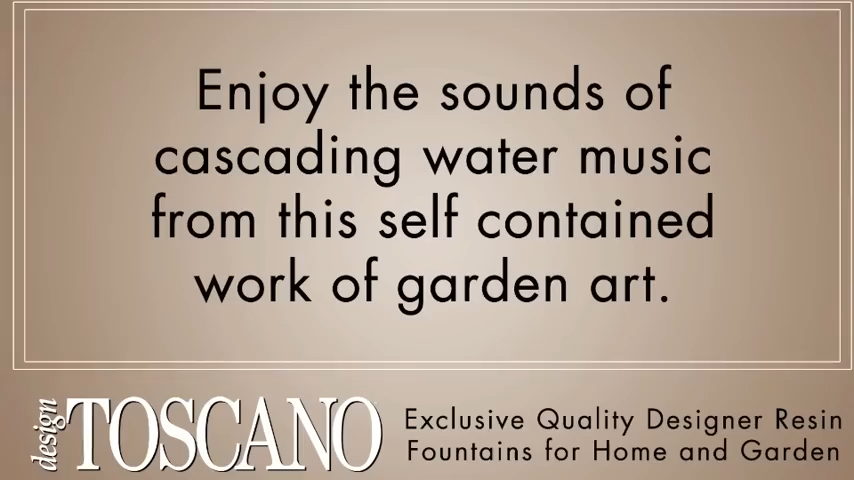 Enjoy the sounds of
cascading water music
from this self contained
work of garden art.
design TOSCANO
Exclusive Quality Designer Resin
Fountains for Home and Garden